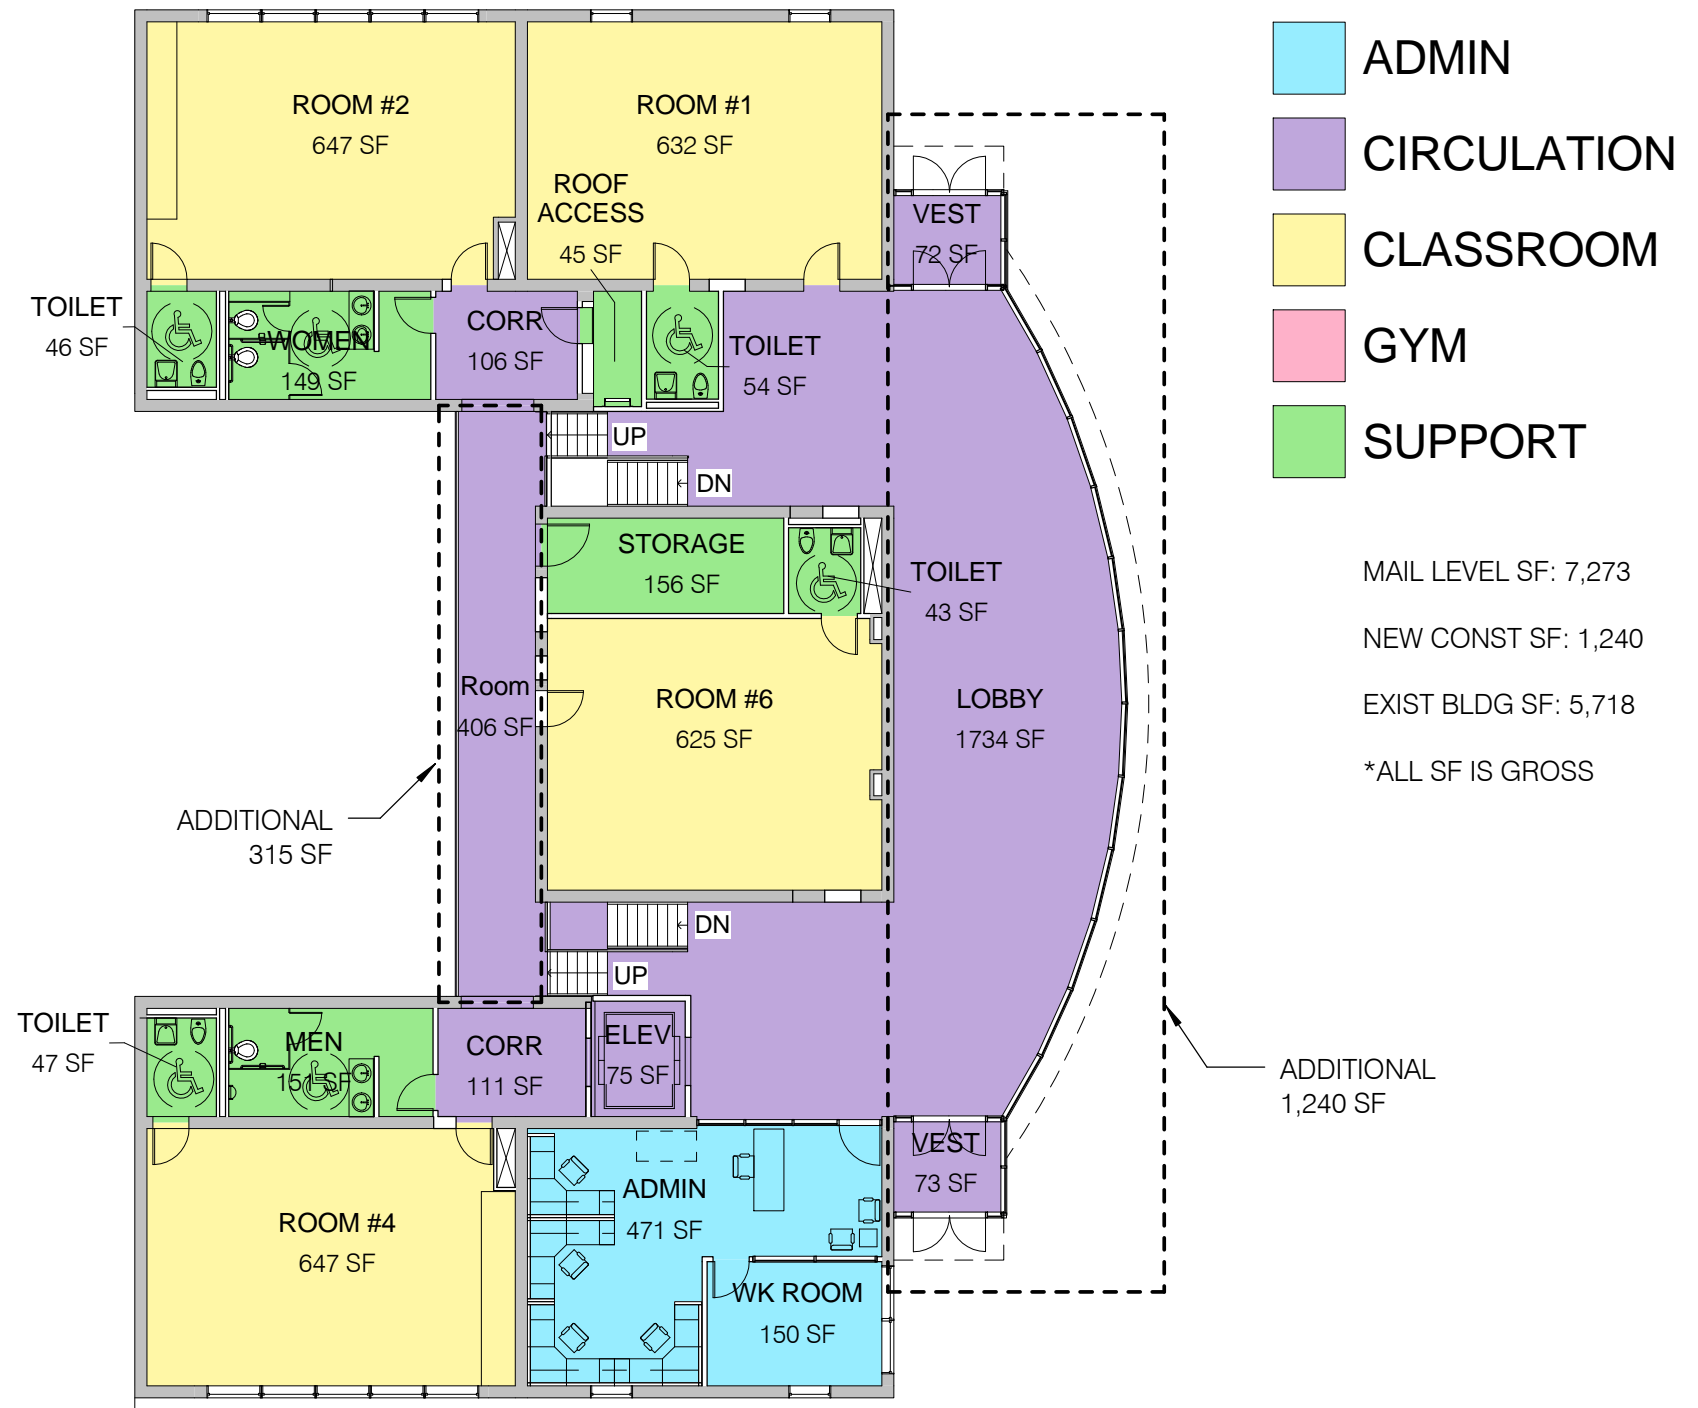 ROOM #2
647 SF
ROOM #1
632 SF
ROOF
ACCESS
45 SF
VEST
72 SF
TOILET
46 SF
WOMEN
149 SF
CORR
106 SF
TOILET
54 SF
UP
DN
STORAGE
156 SF
TOILET
43 SF
Room
406 SF
ROOM #6
625 SF
LOBBY
1734 SF
ADDITIONAL
315 SF
DN
UP
TOILET
47 SF
MEN
151 SF
CORR
111 SF
ELEV
75 SF
VEST
73 SF
ADDITIONAL
1,240 SF
ROOM #4
647 SF
ADMIN
471 SF
WK ROOM
150 SF
ADMIN
CIRCULATION
CLASSROOM
GYM
SUPPORT
MAIL LEVEL SF: 7,273
NEW CONST SF: 1,240
EXIST BLDG SF: 5,718
*ALL SF IS GROSS